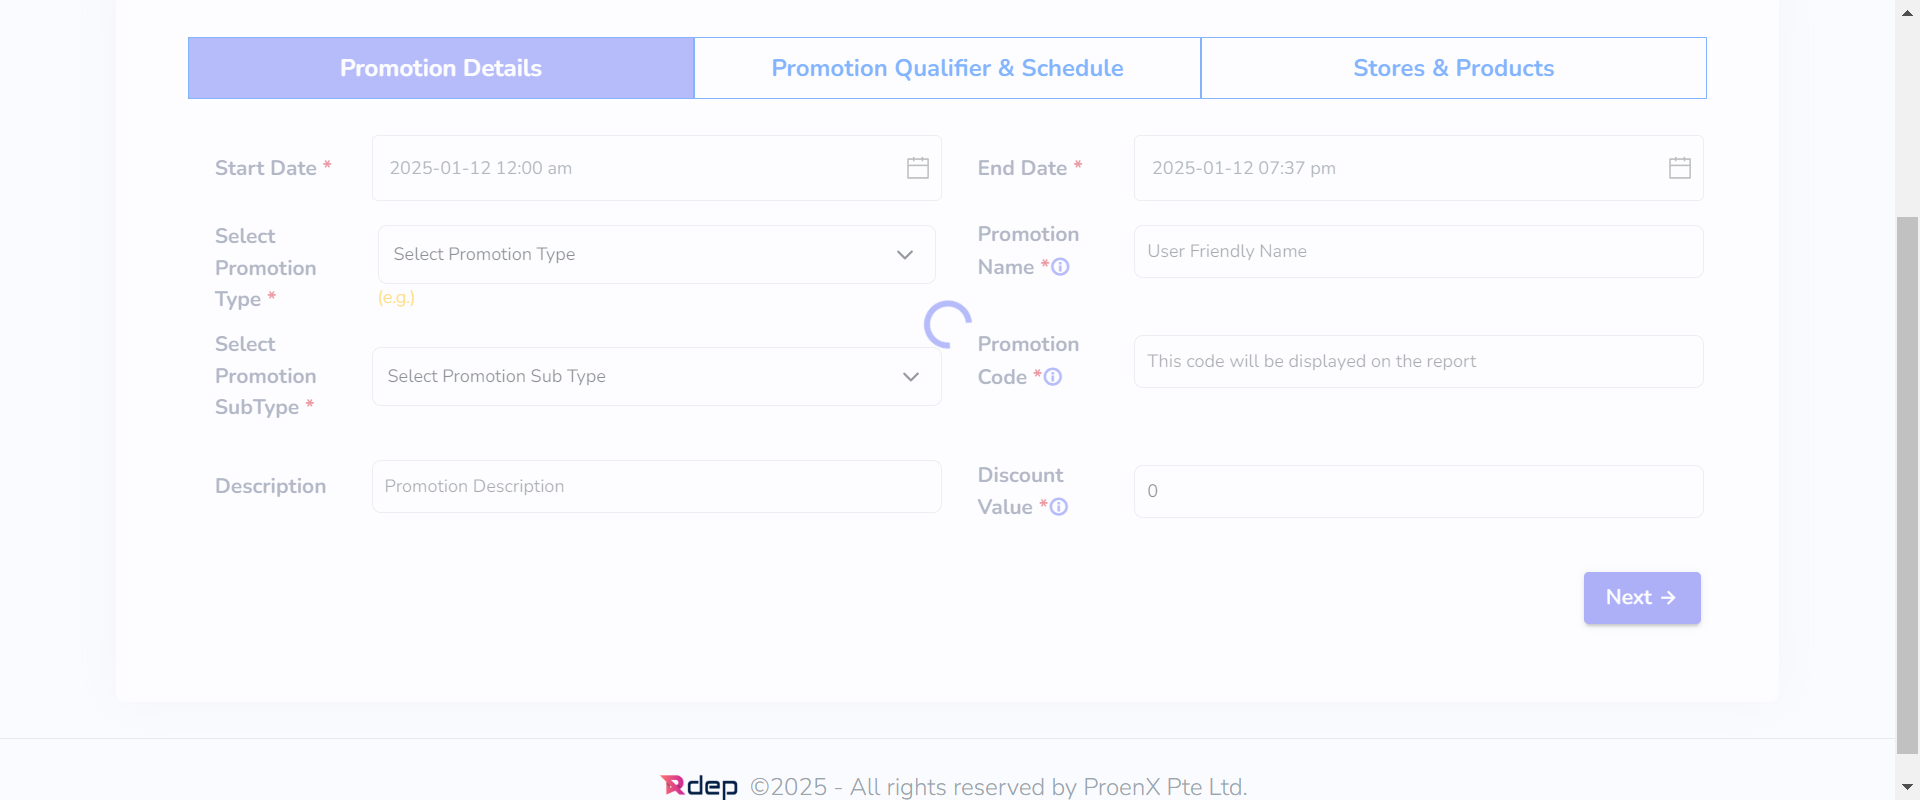 Promotion Details
Promotion Qualifier & Schedule
Stores & Products
Start Date *
2025-01-12 12:00 am
End Date *
2025-01-12 07:37 pm
Select
Promotion
Type *
Select Promotion Type
(e.g.)
Promotion
Name *
User Friendly Name
Select
Promotion
SubType *
Select Promotion Sub Type
Promotion
Code *
This code will be displayed on the report
Description
Promotion Description
Discount
Value *
0
Next →
Rdep ©2025 - All rights reserved by ProenX Pte Ltd.